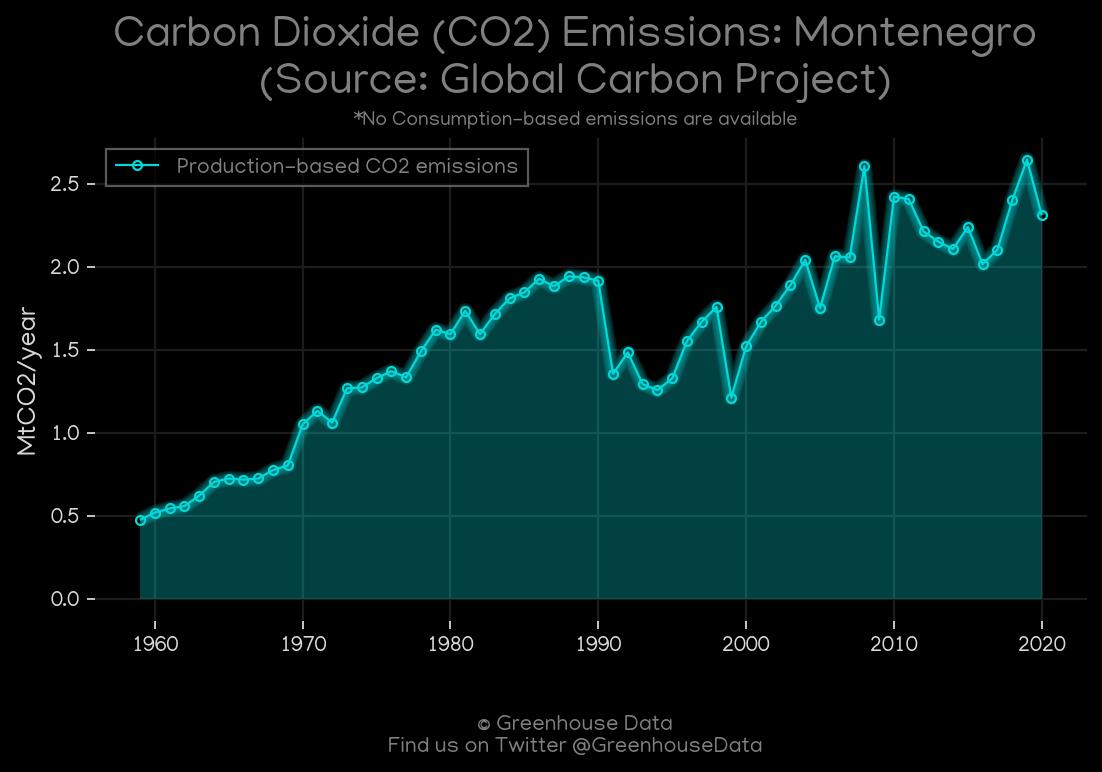 Carbon Dioxide (CO2) Emissions: Montenegro
(Source: Global Carbon Project)
*No Consumption-based emissions are available
Production-based CO2 emissions
MtCO2/year
2.5
2.0
1.5
1.0
0.5
0.0
1960 1970 1980 1990 2000 2010 2020
© Greenhouse Data
Find us on Twitter @GreenhouseData